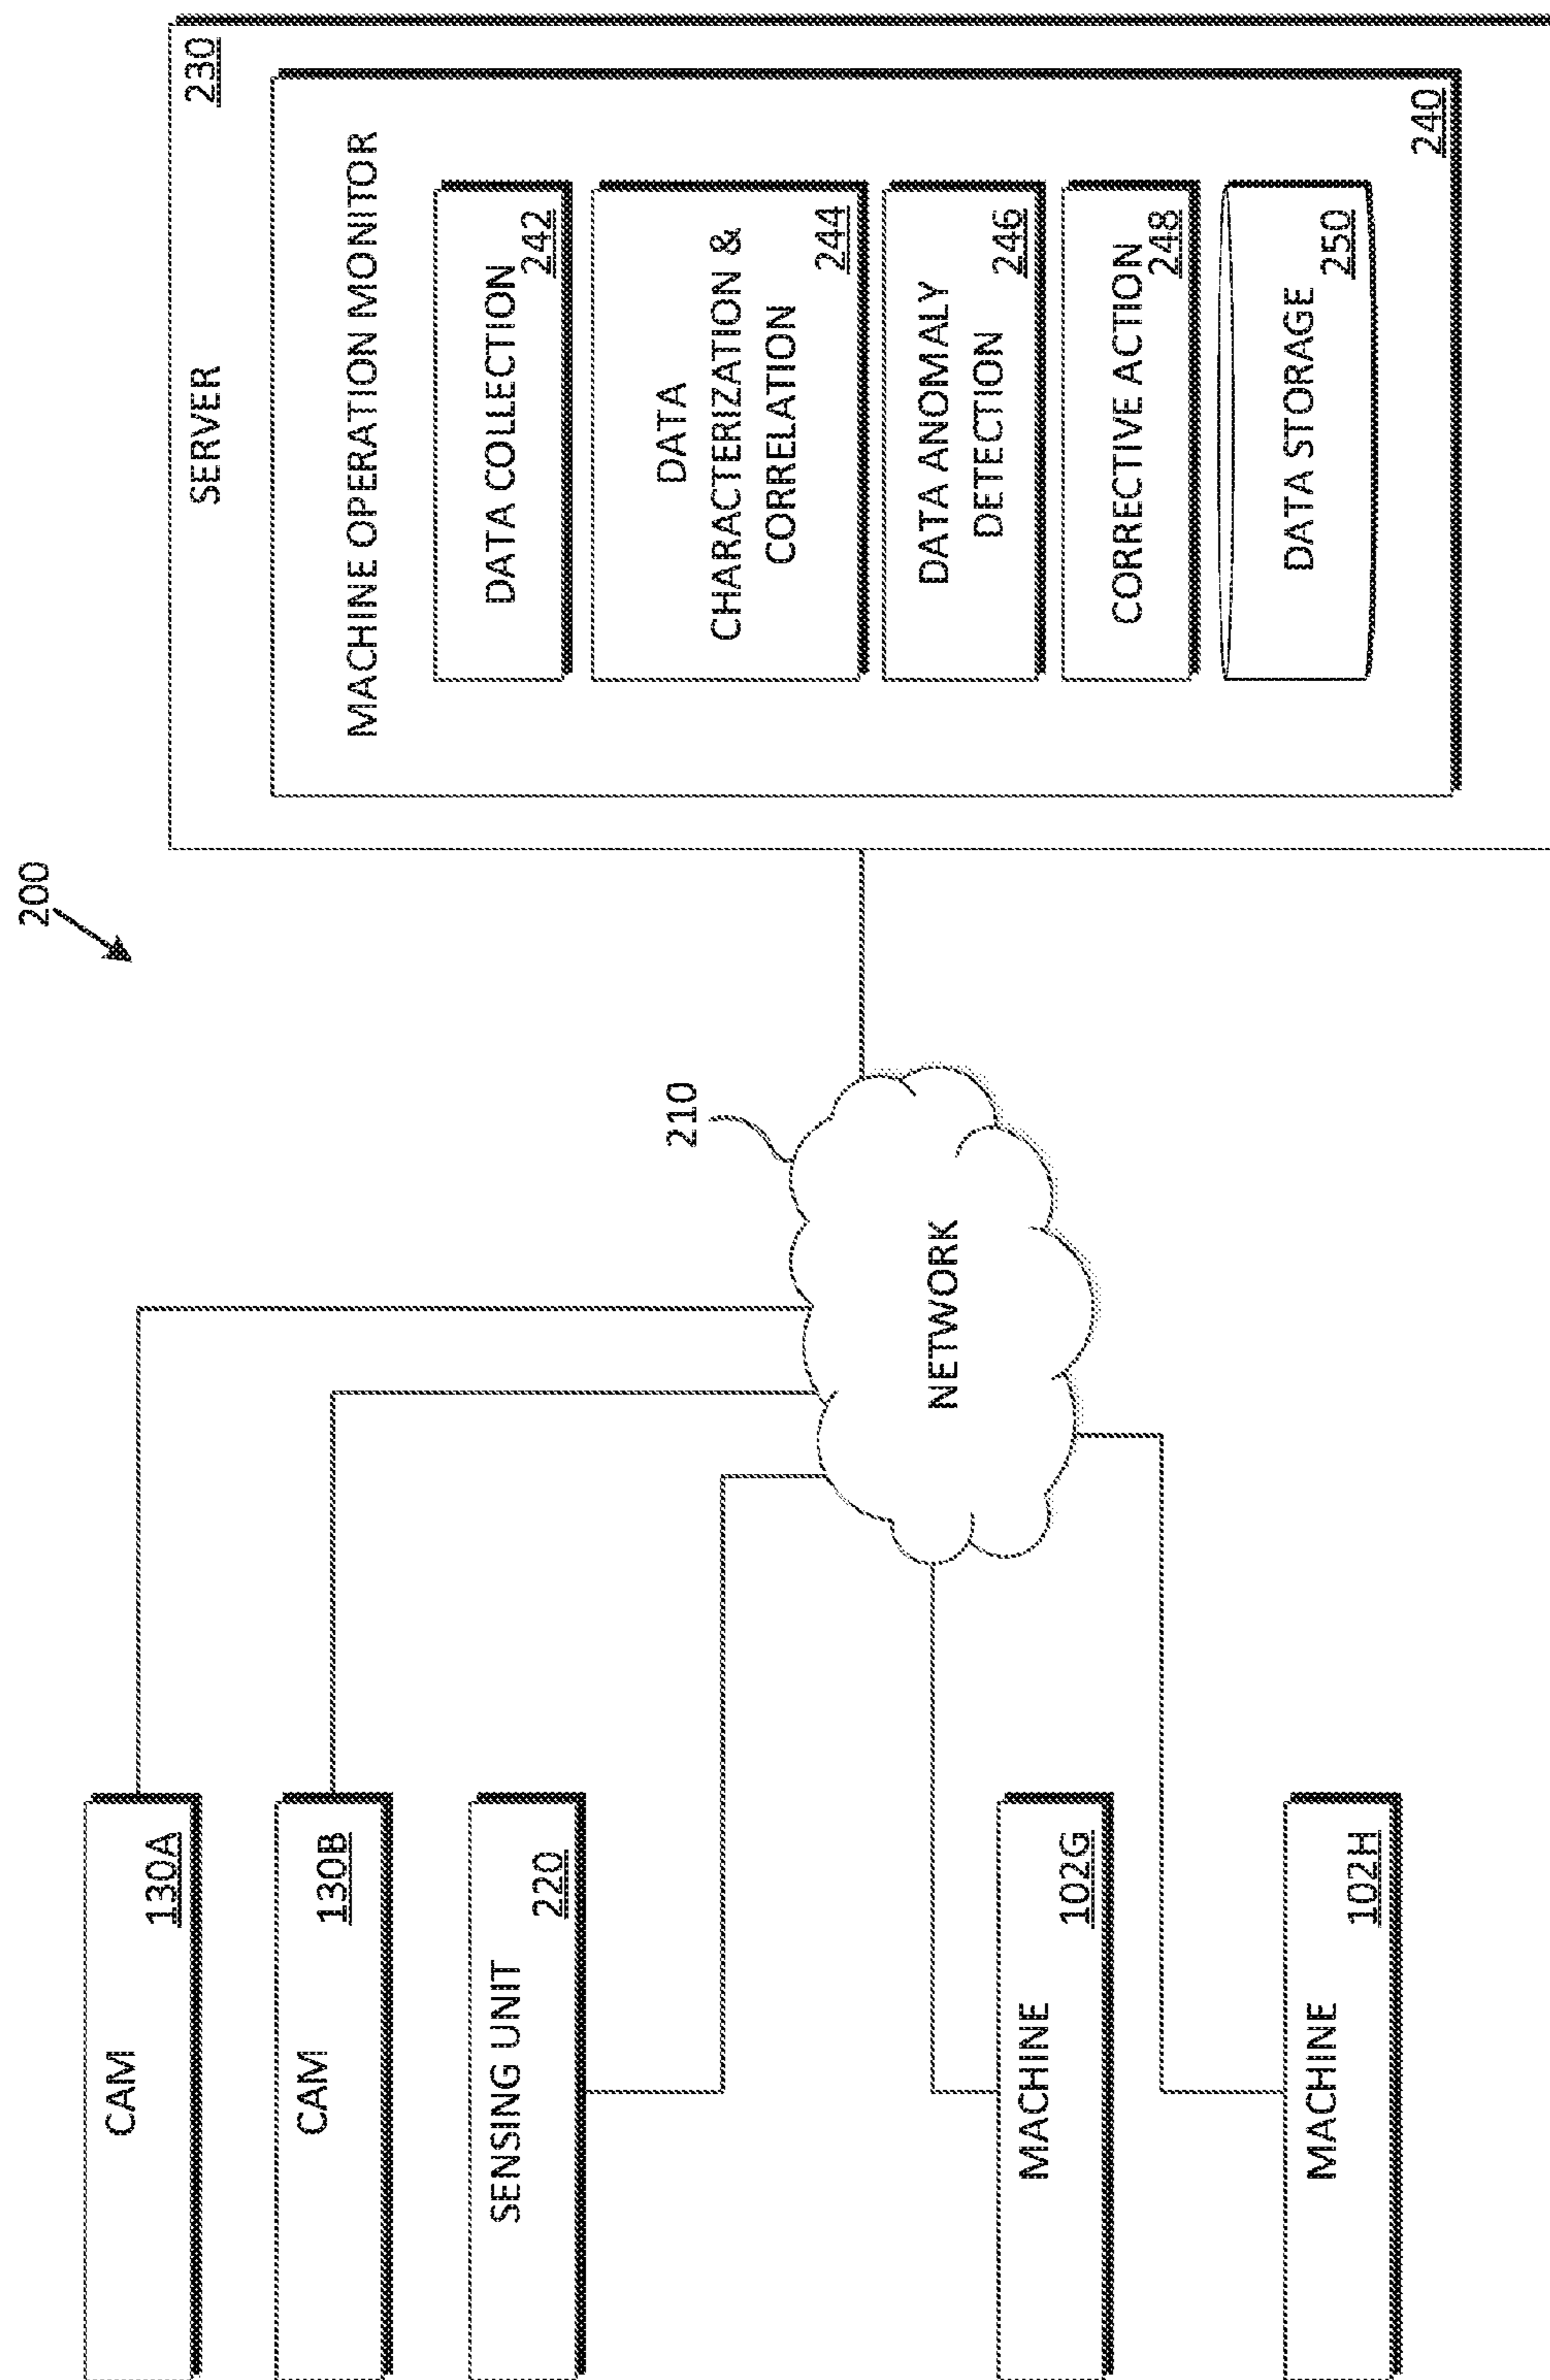 200
CAM
130A
CAM
130B
SENSING UNIT
220
MACHINE
102G
MACHINE
102H
210
NETWORK
SERVER
230
MACHINE OPERATION MONITOR
DATA COLLECTION
242
DATA
CHARACTERIZATION &
CORRELATION
244
DATA ANOMALY
DETECTION
246
CORRECTIVE ACTION
248
DATA STORAGE
250
240